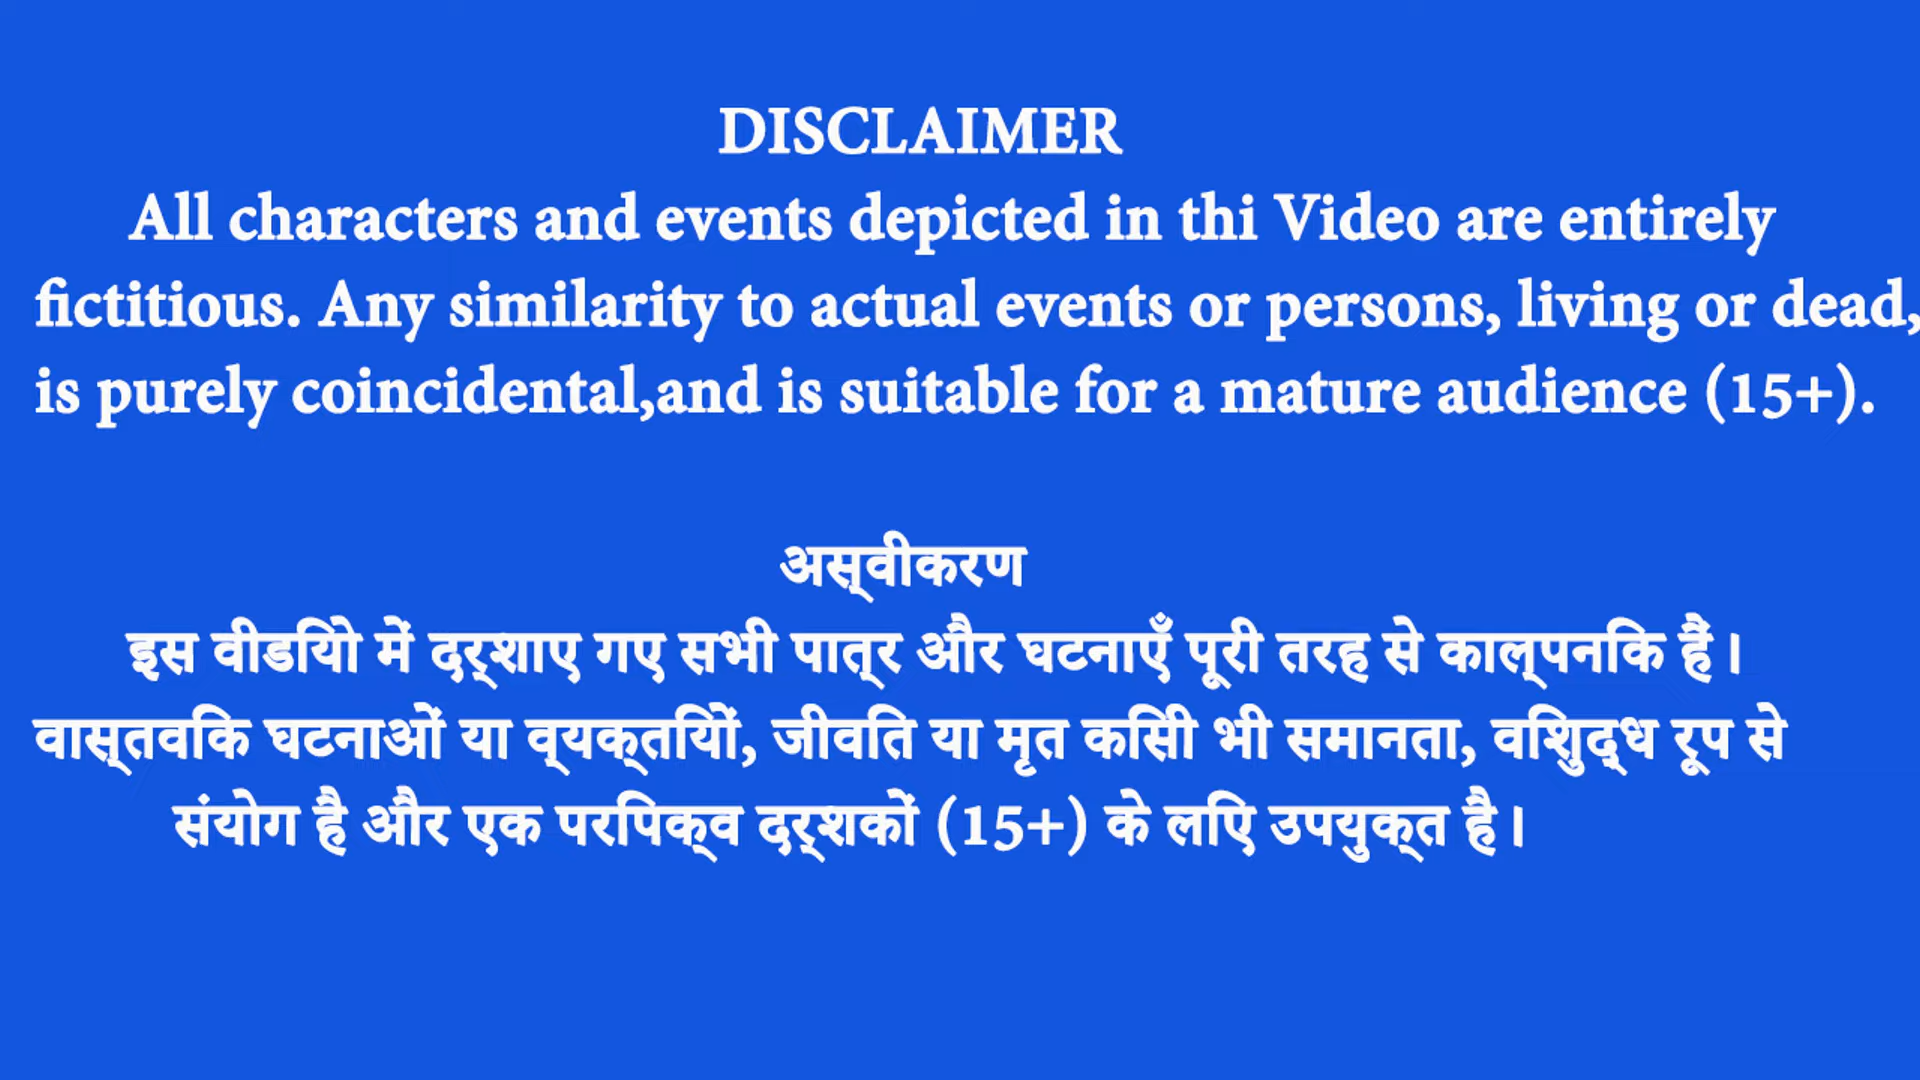 DISCLAIMER
All characters and events depicted in thi Video are entirely
fictitious. Any similarity to actual events or persons, living or dead,
is purely coincidental,and is suitable for a mature audience (15+).
अस्वीकरण
इस वीडियो में दर्शाए गए सभी पात्र और घटनाएँ पूरी तरह से काल्पनिक हैं।
वास्तविक घटनाओं या व्यक्तियों, जीवित या मृत किसी भी समानता, विशुद्ध रूप से
संयोग है और एक परिपक्व दर्शकों (15+) के लिए उपयुक्त है।